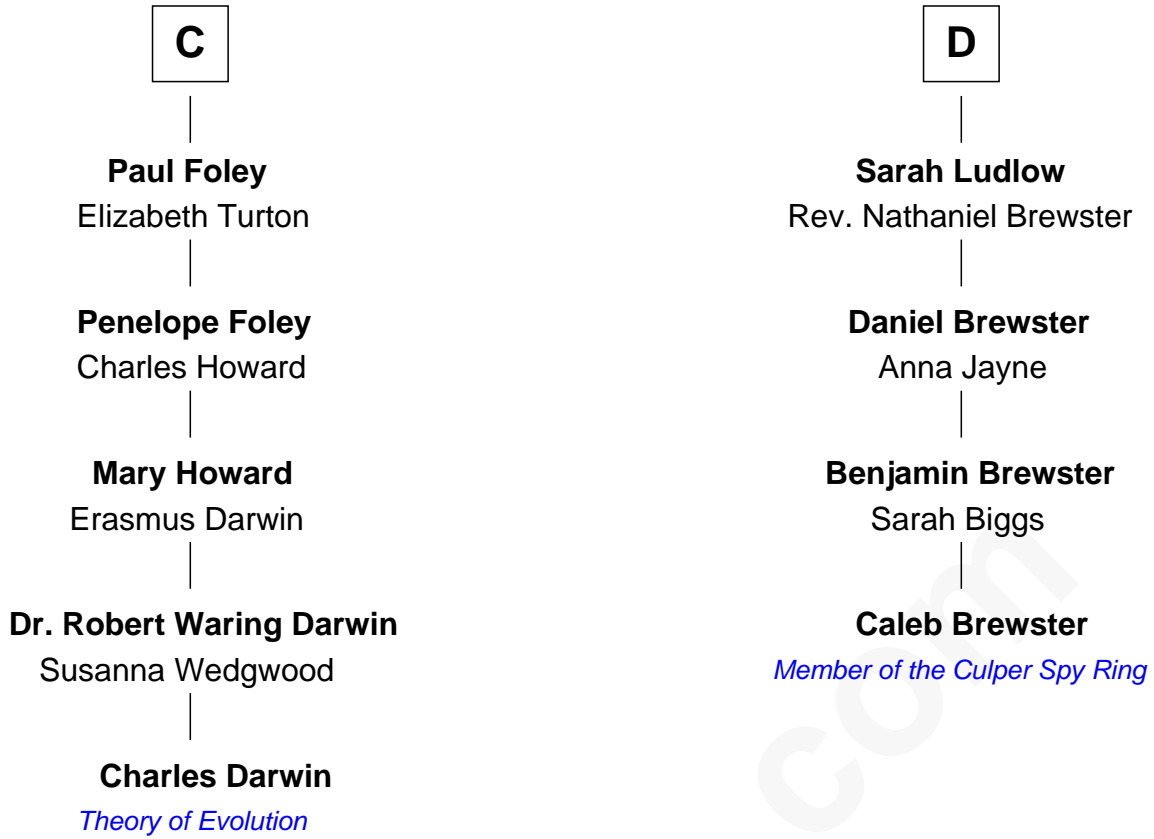 C
Paul Foley
Elizabeth Turton
Penelope Foley
Charles Howard
Mary Howard
Erasmus Darwin
Dr. Robert Waring Darwin
Susanna Wedgwood
Charles Darwin
Theory of Evolution
D
Sarah Ludlow
Rev. Nathaniel Brewster
Daniel Brewster
Anna Jayne
Benjamin Brewster
Sarah Biggs
Caleb Brewster
Member of the Culper Spy Ring
com